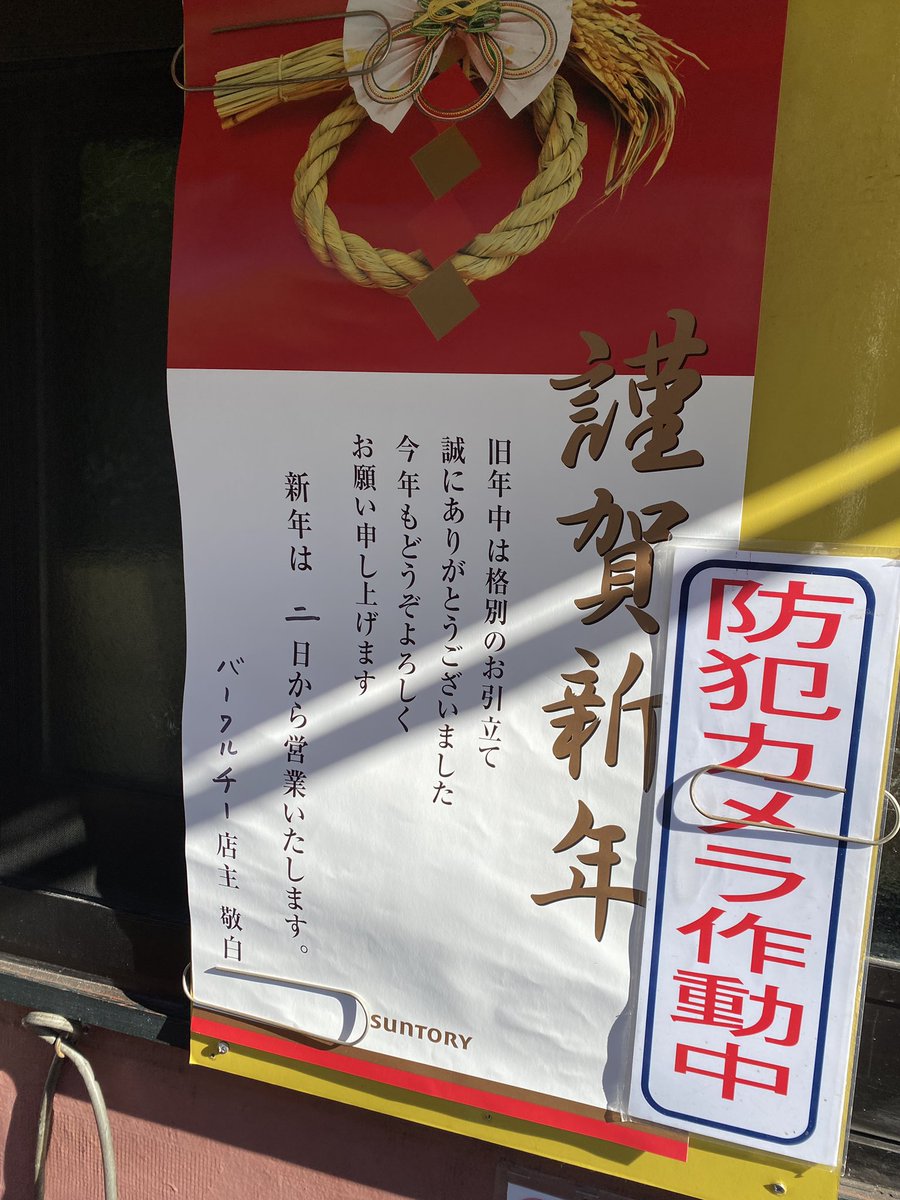 謹賀新年
旧年中は格別のお引立て
誠にありがとうございました
今年もどうぞよろしく
お願い申し上げます
新年は 二日から営業いたします。
バークルチー店主 敬白
SUNTORY
防犯カメラ作動中